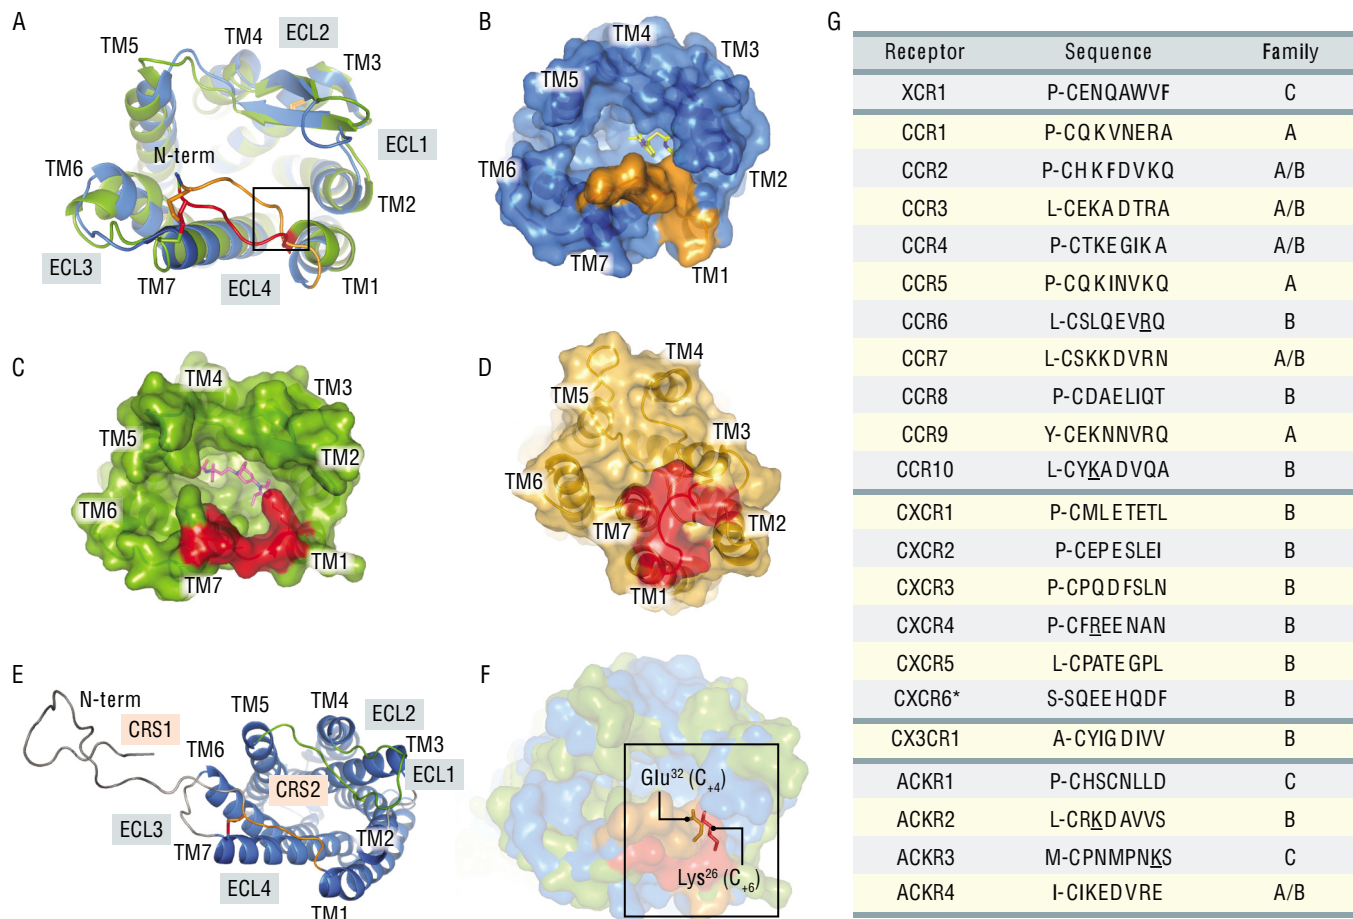 A
TM5
TM4
ECL2
TM3
N-term
ECL1
TM6
TM2
ECL3
TM7
ECL4
TM1
B
TM4
TM3
TM5
TM6
TM2
TM7
TM1
C
TM4
TM3
TM5
TM2
TM6
TM1
TM7
D
TM4
TM5
TM3
TM6
TM7
TM2
TM1
E
N-term
CRS1
TM5
TM4
ECL2
TM6
TM3
ECL1
CRS2
ECL3
TM7
TM2
ECL4
TM1
F
Glu³² (C₊₄)
Lys²⁶ (C₊₆)
G
Receptor Sequence Family
XCR1 P-CENQAWVF C
CCR1 P-CQKVNERA A
CCR2 P-CHKFDVKQ A/B
CCR3 L-CEKADTRA A/B
CCR4 P-CTKEGIKA A/B
CCR5 P-CQKINVKQ A
CCR6 L-CSLQEVRQ B
CCR7 L-CSKKDVRN A/B
CCR8 P-CDAELIQT B
CCR9 Y-CEKNNVRQ A
CCR10 L-CYKADVQA B
CXCR1 P-CMLETETL B
CXCR2 P-CEPESLEI B
CXCR3 P-CPQDFSLN B
CXCR4 P-CFREENAN B
CXCR5 L-CPATEGPL B
CXCR6* S-SQEEHQDF B
CX3CR1 A-CYIGDIVV B
ACKR1 P-CHSCNLLD C
ACKR2 L-CRKDAVVS B
ACKR3 M-CPNMPNKS C
ACKR4 I-CIKEDVRE A/B